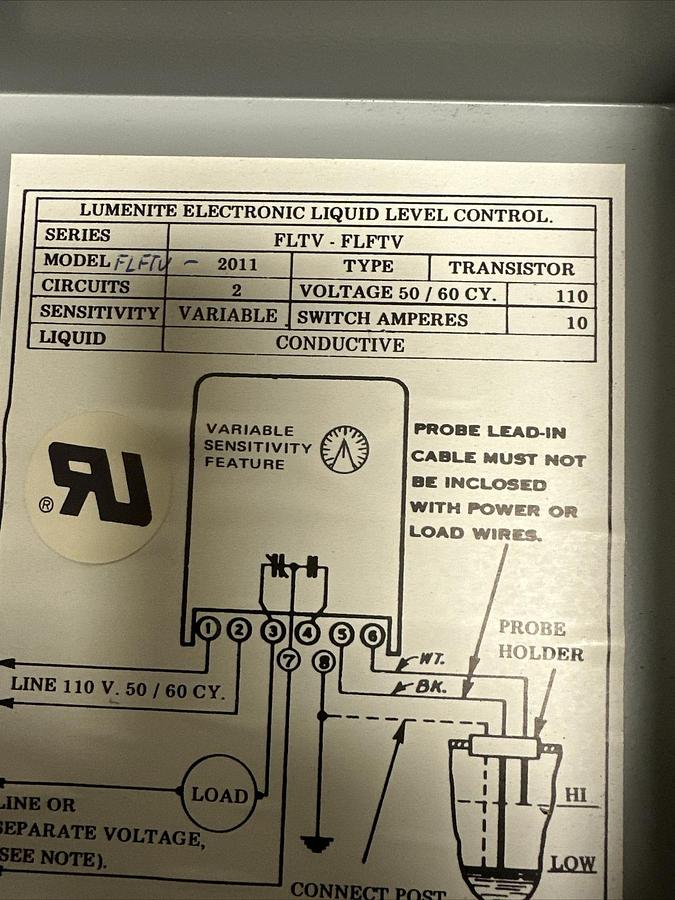 LUMENITE ELECTRONIC LIQUID LEVEL CONTROL.
SERIES FLTV - FLFTV
MODEL FLFTV - 2011 TYPE TRANSISTOR
CIRCUITS 2 VOLTAGE 50 / 60 CY. 110
SENSITIVITY VARIABLE SWITCH AMPERES 10
LIQUID CONDUCTIVE
VARIABLE
SENSITIVITY
FEATURE
PROBE LEAD-IN
CABLE MUST NOT
BE INCLOSED
WITH POWER OR
LOAD WIRES.
UR
®
1 2 3 4 5 6
7 8
PROBE
HOLDER
WT.
BK.
LINE 110 V. 50 / 60 CY.
LOAD
LINE OR
SEPARATE VOLTAGE,
(SEE NOTE).
HI
LOW
CONNECT POST